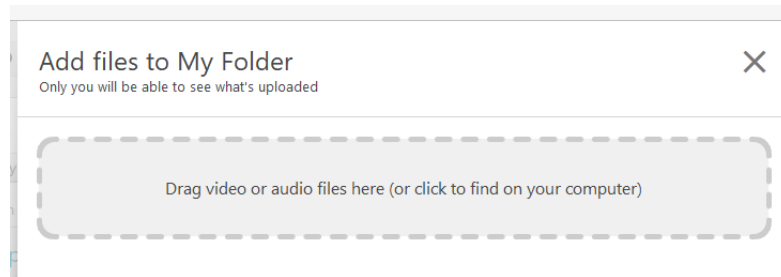 Add files to My Folder
Only you will be able to see what's uploaded
Drag video or audio files here (or click to find on your computer)